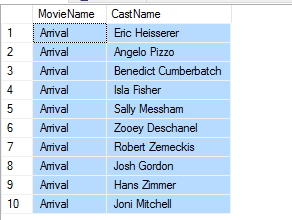 MovieName CastName
1 Arrival Eric Heisserer
2 Arrival Angelo Pizzo
3 Arrival Benedict Cumberbatch
4 Arrival Isla Fisher
5 Arrival Sally Messham
6 Arrival Zooey Deschanel
7 Arrival Robert Zemeckis
8 Arrival Josh Gordon
9 Arrival Hans Zimmer
10 Arrival Joni Mitchell